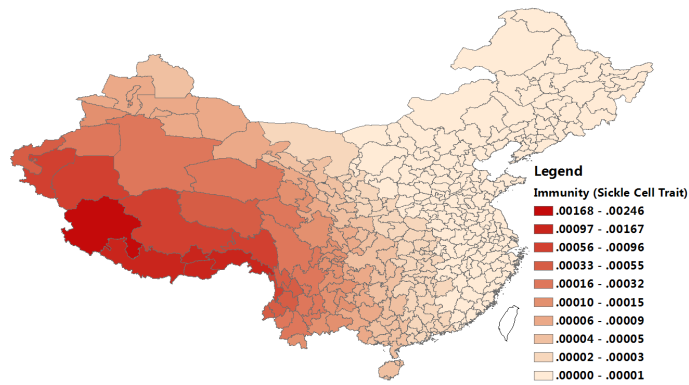 Legend
Immunity (Sickle Cell Trait)
.00168 - .00246
.00097 - .00167
.00056 - .00096
.00033 - .00055
.00016 - .00032
.00010 - .00015
.00006 - .00009
.00004 - .00005
.00002 - .00003
.00000 - .00001